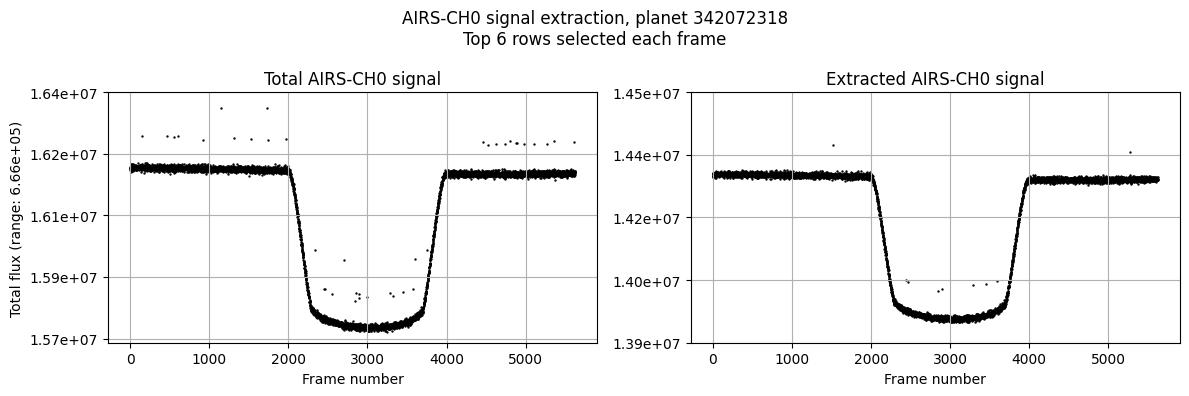 AIRS-CH0 signal extraction, planet 342072318
Top 6 rows selected each frame
Total AIRS-CH0 signal
Total flux (range: 6.66e+05)
1.64e+07
1.62e+07
1.61e+07
1.59e+07
1.57e+07
0 1000 2000 3000 4000 5000
Frame number
Extracted AIRS-CH0 signal
1.45e+07
1.44e+07
1.42e+07
1.40e+07
1.39e+07
0 1000 2000 3000 4000 5000
Frame number